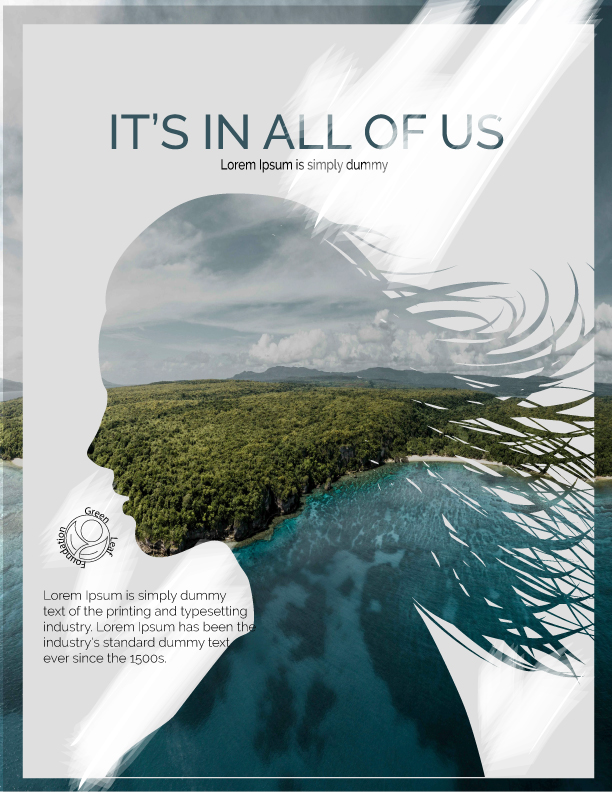 IT'S IN ALL OF US
Lorem Ipsum is simply dummy
Green Leaf Foundation
Lorem Ipsum is simply dummy
text of the printing and typesetting
industry. Lorem Ipsum has been the
industry's standard dummy text
ever since the 1500s.